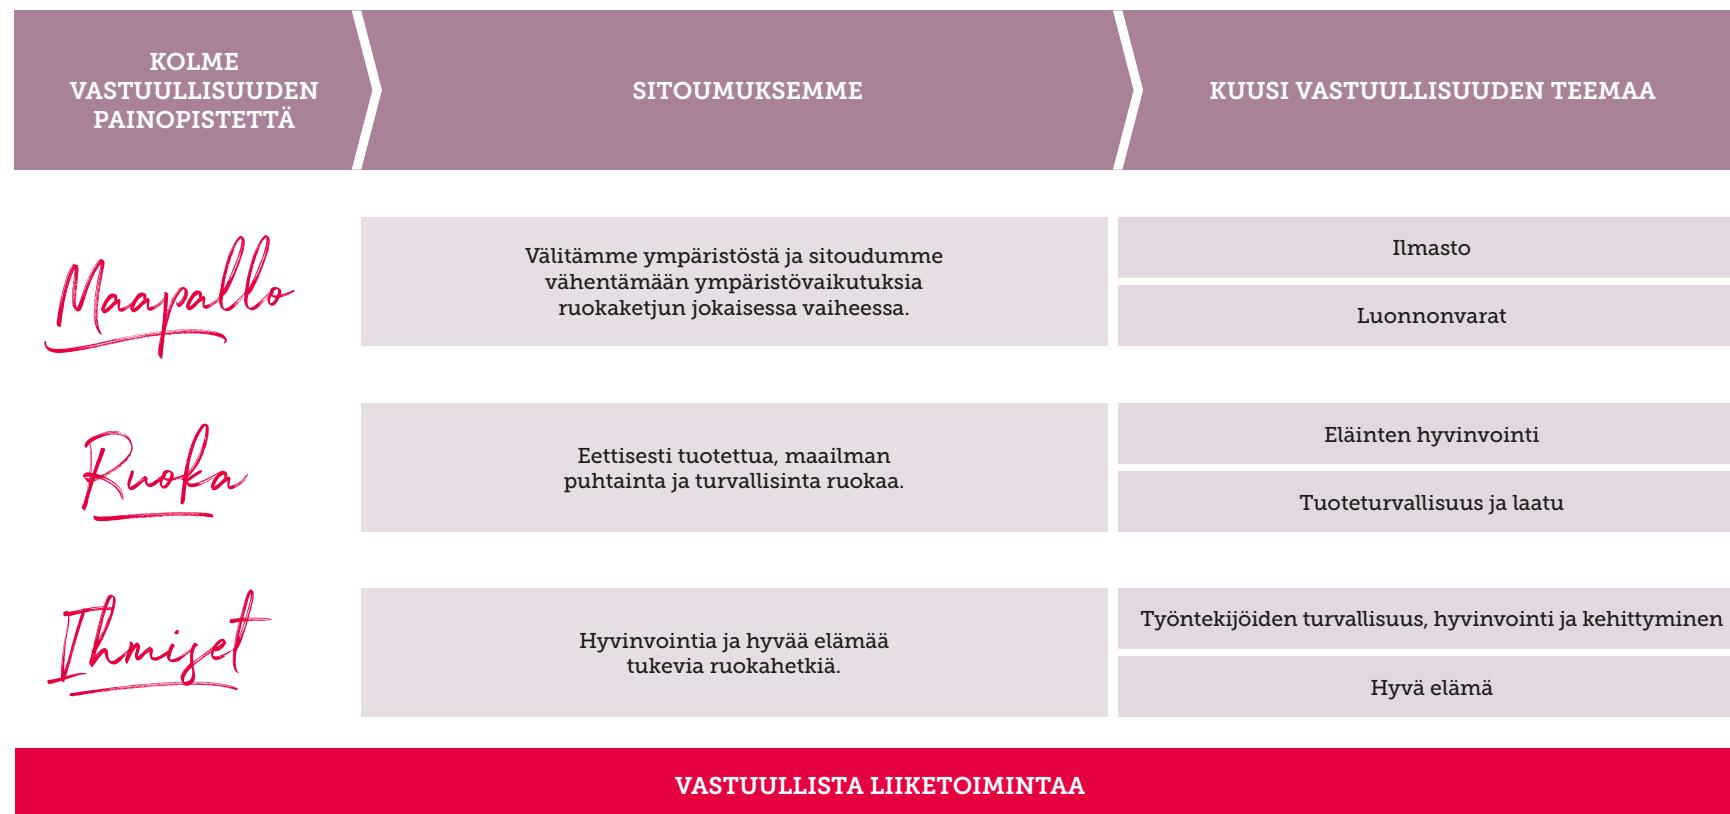 KOLME
VASTUULLISUUDEN
PAINOPISTETTÄ
SITOUMUKSEMME
KUUSI VASTUULLISUUDEN TEEMAA
Maapallo
Välitämme ympäristöstä ja sitoudumme
vähentämään ympäristövaikutuksia
ruokaketjun jokaisessa vaiheessa.
Ilmasto
Luonnonvarat
Ruoka
Eettisesti tuotettua, maailman
puhtainta ja turvallisinta ruokaa.
Eläinten hyvinvointi
Tuoteturvallisuus ja laatu
Ihmiset
Hyvinvointia ja hyvää elämää
tukevia ruokahetkiä.
Työntekijöiden turvallisuus, hyvinvointi ja kehittyminen
Hyvä elämä
VASTUULLISTA LIIKETOIMINTAA